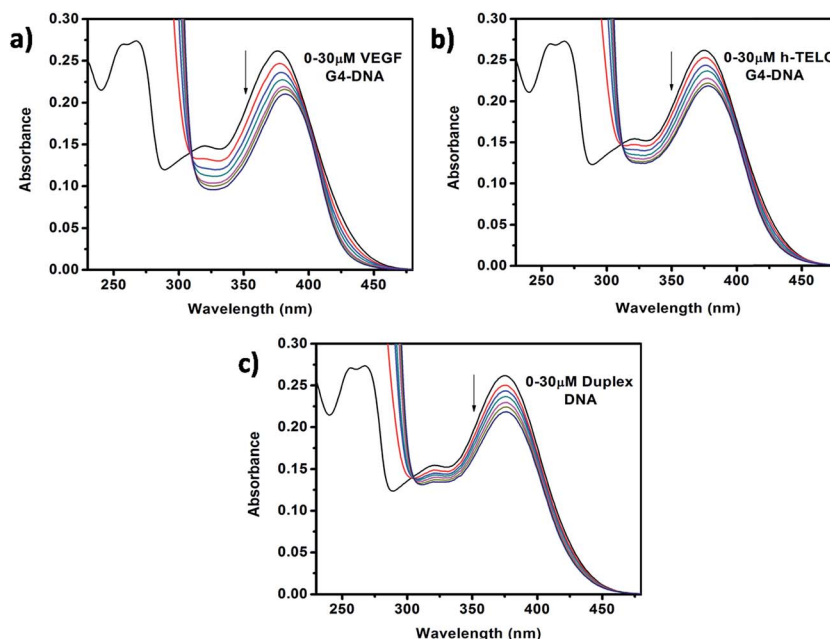 a)
0-30μM VEGF
G4-DNA
0.30
0.25
0.20
0.15
0.10
0.05
0.00
Absorbance
250
300
350
400
450
Wavelength (nm)
b)
0-30μM h-TELO
G4-DNA
0.30
0.25
0.20
0.15
0.10
0.05
0.00
Absorbance
250
300
350
400
450
Wavelength (nm)
c)
0-30μM Duplex
DNA
0.30
0.25
0.20
0.15
0.10
0.05
0.00
Absorbance
250
300
350
400
450
Wavelength (nm)